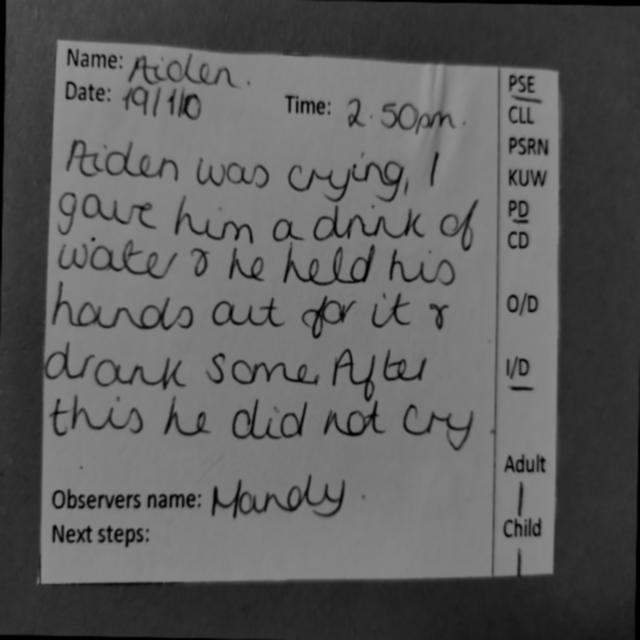 Name: Aiden.
Date: 19/1/10 Time: 2.50pm.
Aiden was crying, I
gave him a drink of
water & he held his
hands out for it &
drank some. After
this he did not cry.
Observers name: Mandy.
Next steps:
PSE
CLL
PSRN
KUW
PD
CD
O/D
I/D
Adult
|
Child
|